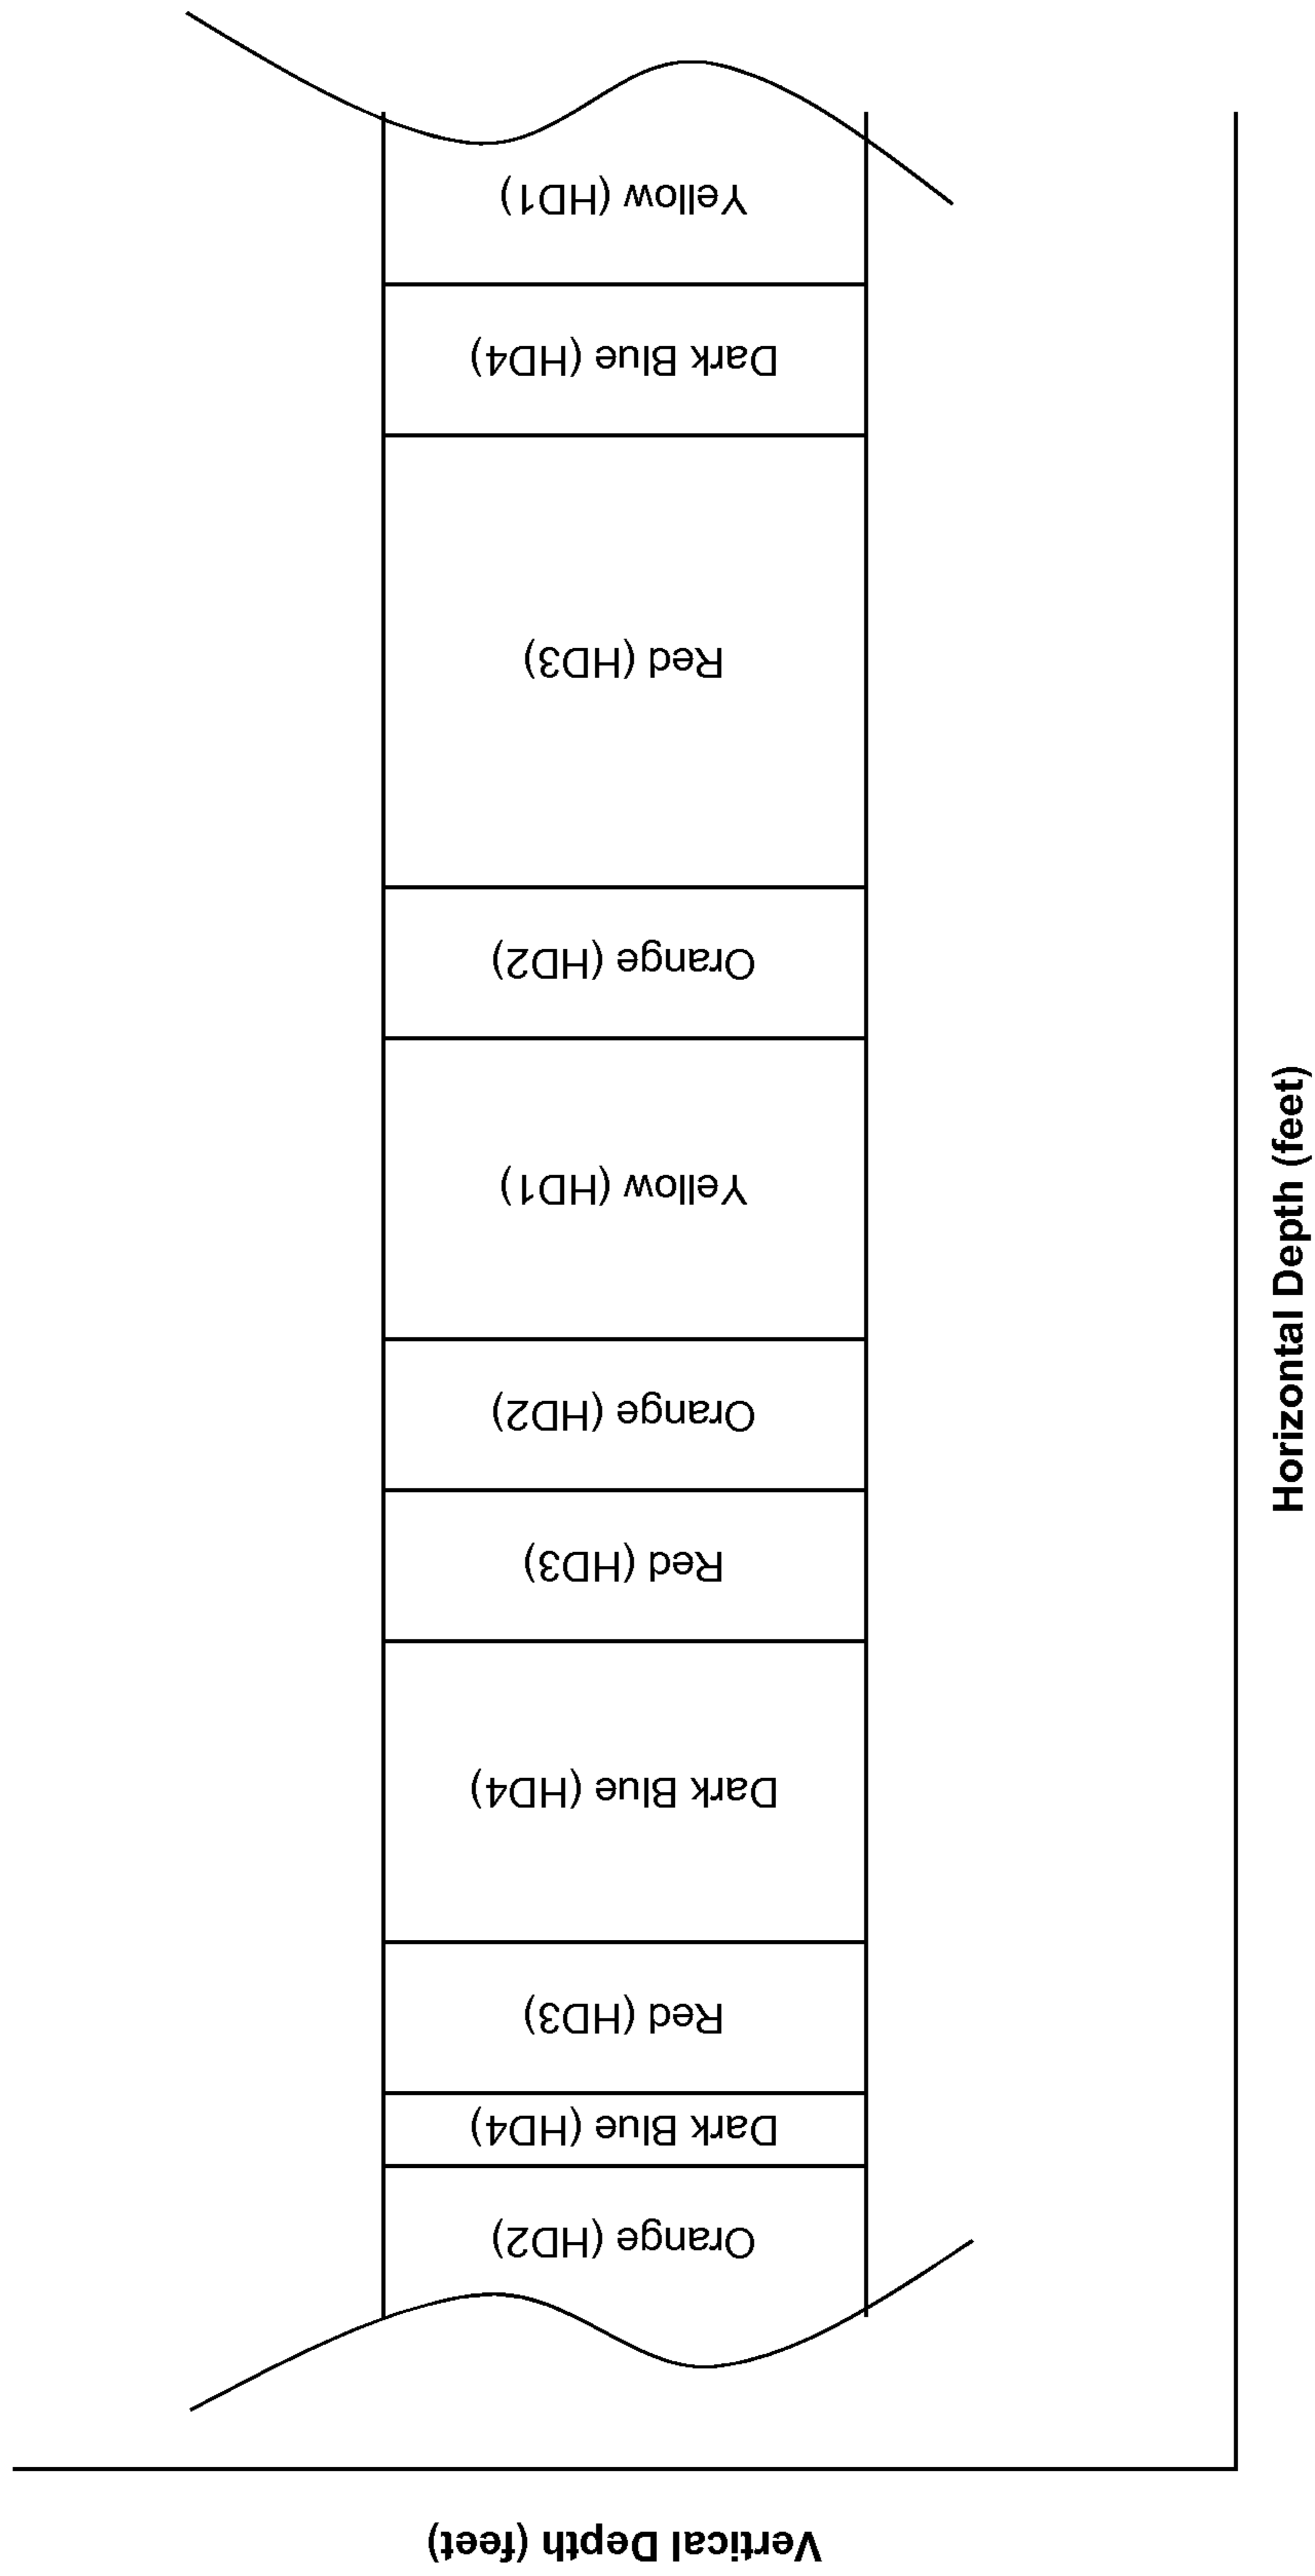 Vertical Depth (feet)
Orange (HD2)
Dark Blue (HD4)
Red (HD3)
Dark Blue (HD4)
Red (HD3)
Orange (HD2)
Yellow (HD1)
Orange (HD2)
Red (HD3)
Dark Blue (HD4)
Yellow (HD1)
Horizontal Depth (feet)